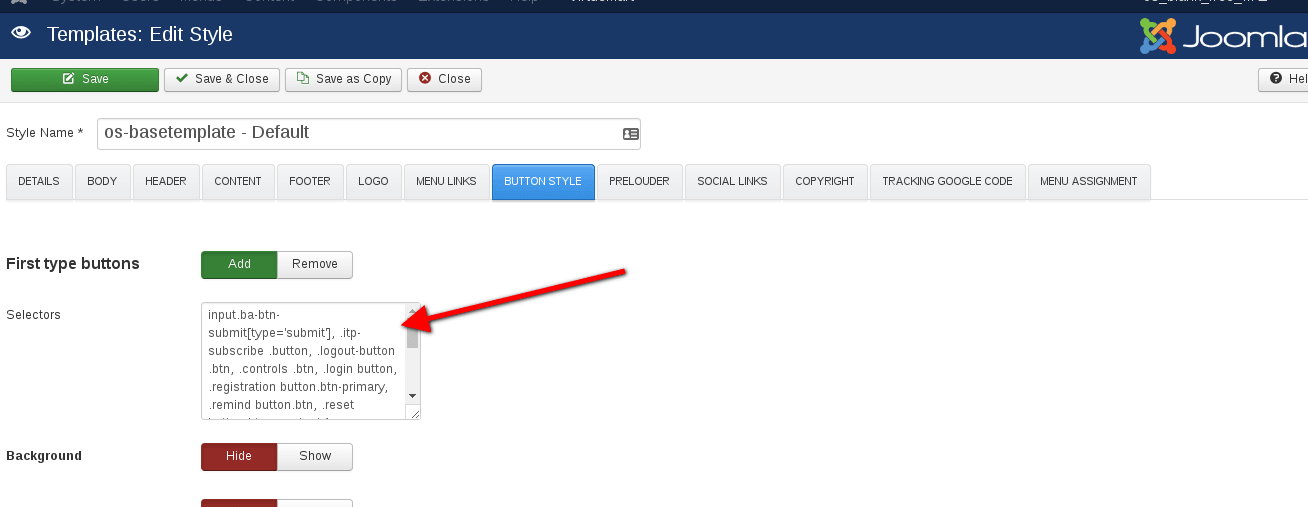 System Users Menus Content Components Extensions Help Virtuemart
Templates: Edit Style
Joomla
Save
Save & Close
Save as Copy
Close
Hel
Style Name *
os-basetemplate - Default
DETAILS
BODY
HEADER
CONTENT
FOOTER
LOGO
MENU LINKS
BUTTON STYLE
PRELOUDER
SOCIAL LINKS
COPYRIGHT
TRACKING GOOGLE CODE
MENU ASSIGNMENT
First type buttons
Add
Remove
Selectors
input.ba-btn-
submit[type='submit'], .itp-
subscribe .button, .logout-button
.btn, .controls .btn, .login button,
.registration button.btn-primary,
.remind button.btn, .reset
Background
Hide
Show